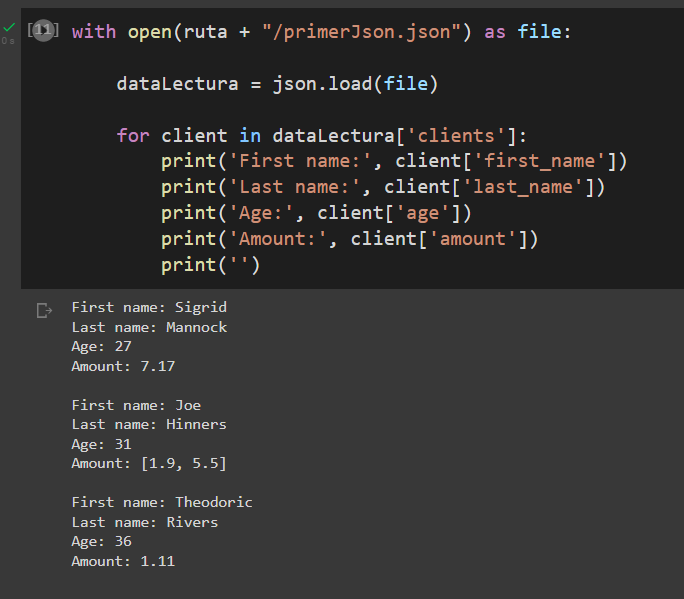 [11] with open(ruta + "/primerJson.json") as file:
dataLectura = json.load(file)
for client in dataLectura['clients']:
print('First name:', client['first_name'])
print('Last name:', client['last_name'])
print('Age:', client['age'])
print('Amount:', client['amount'])
print('')
0 s
First name: Sigrid
Last name: Mannock
Age: 27
Amount: 7.17
First name: Joe
Last name: Hinners
Age: 31
Amount: [1.9, 5.5]
First name: Theodoric
Last name: Rivers
Age: 36
Amount: 1.11